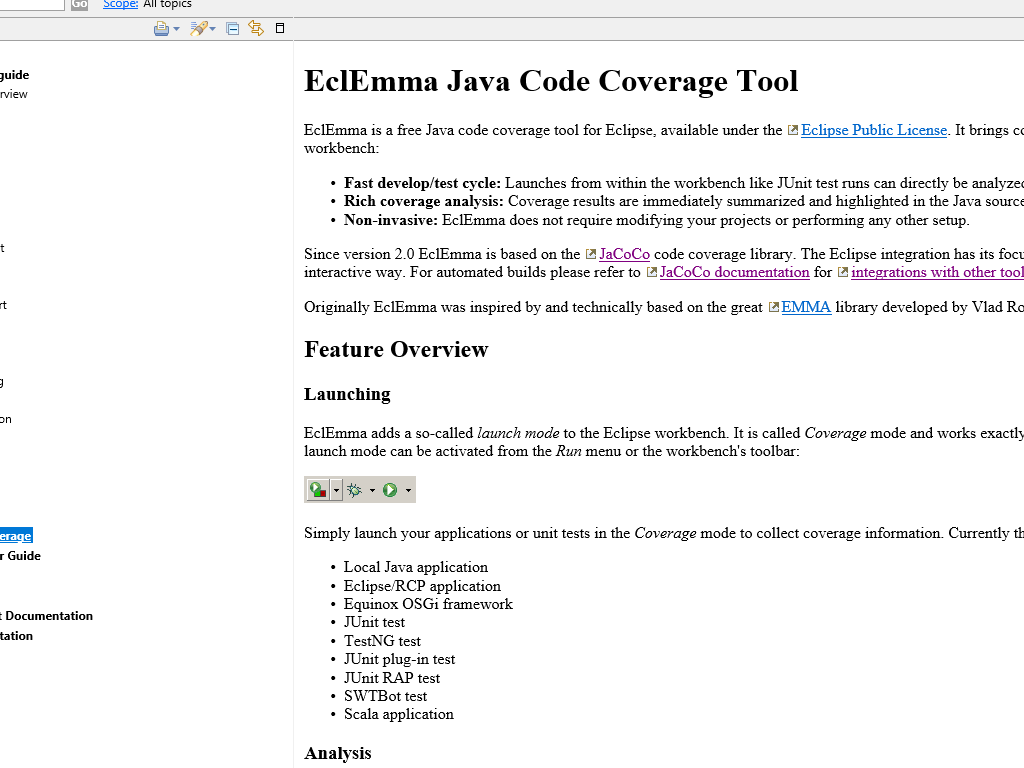 Go Scope: All topics
guide
rview
t
rt
g
on
erage
r Guide
t Documentation
tation
EclEmma Java Code Coverage Tool
EclEmma is a free Java code coverage tool for Eclipse, available under the Eclipse Public License. It brings co
workbench:
• Fast develop/test cycle: Launches from within the workbench like JUnit test runs can directly be analyzed
• Rich coverage analysis: Coverage results are immediately summarized and highlighted in the Java source
• Non-invasive: EclEmma does not require modifying your projects or performing any other setup.
Since version 2.0 EclEmma is based on the JaCoCo code coverage library. The Eclipse integration has its focu
interactive way. For automated builds please refer to JaCoCo documentation for integrations with other tool
Originally EclEmma was inspired by and technically based on the great EMMA library developed by Vlad Ro
Feature Overview
Launching
EclEmma adds a so-called launch mode to the Eclipse workbench. It is called Coverage mode and works exactly
launch mode can be activated from the Run menu or the workbench's toolbar:
Simply launch your applications or unit tests in the Coverage mode to collect coverage information. Currently th
• Local Java application
• Eclipse/RCP application
• Equinox OSGi framework
• JUnit test
• TestNG test
• JUnit plug-in test
• JUnit RAP test
• SWTBot test
• Scala application
Analysis